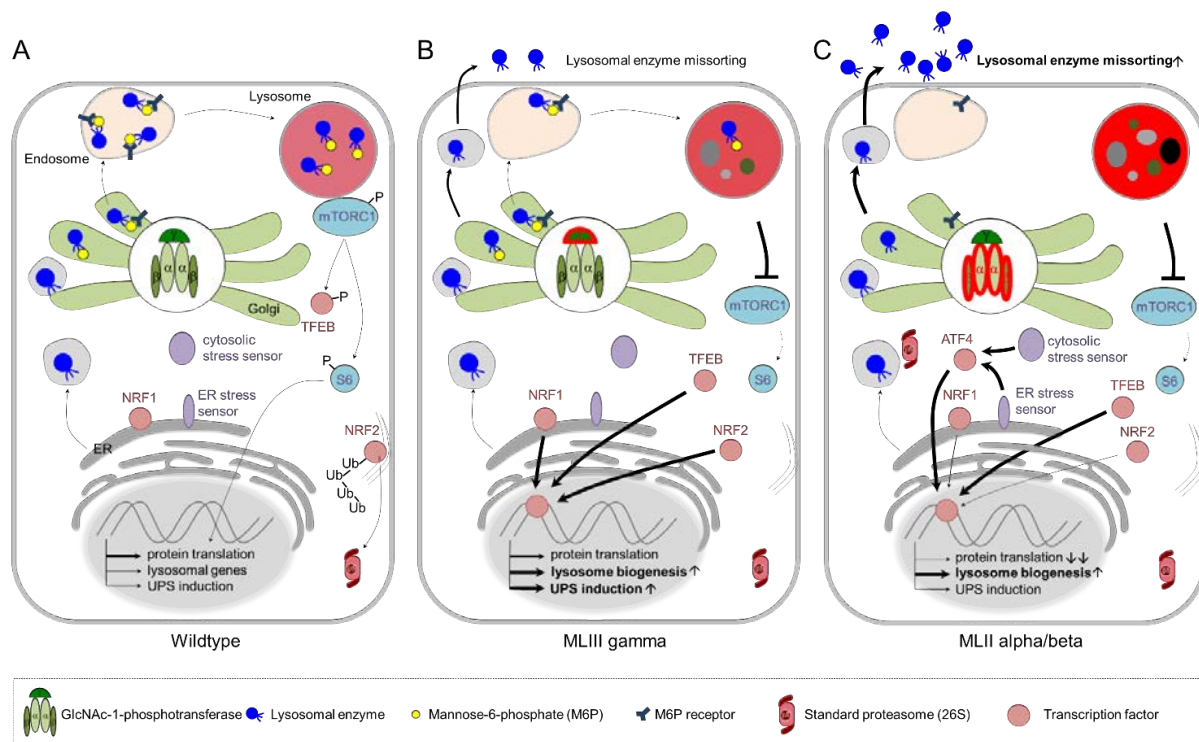 A
Lysosome
Endosome
P
mTORC1
γ
α α
β β
Golgi
P
TFEB
cytosolic
stress sensor
P
S6
NRF1
ER stress
sensor
ER
NRF2
Ub
Ub
Ub
Ub
Ub
protein translation
lysosomal genes
UPS induction
Wildtype
B
Lysosomal enzyme missorting
α α
β β
mTORC1
TFEB
S6
NRF1
NRF2
protein translation
lysosome biogenesis ↑
UPS induction ↑
MLIII gamma
C
Lysosomal enzyme missorting↑
γ
α α
mTORC1
ATF4
cytosolic
stress sensor
S6
NRF1
ER stress
sensor
TFEB
NRF2
protein translation ↓↓
lysosome biogenesis ↑
UPS induction
MLII alpha/beta
α α
GlcNAc-1-phosphotransferase
Lysosomal enzyme
Mannose-6-phosphate (M6P)
M6P receptor
Standard proteasome (26S)
Transcription factor